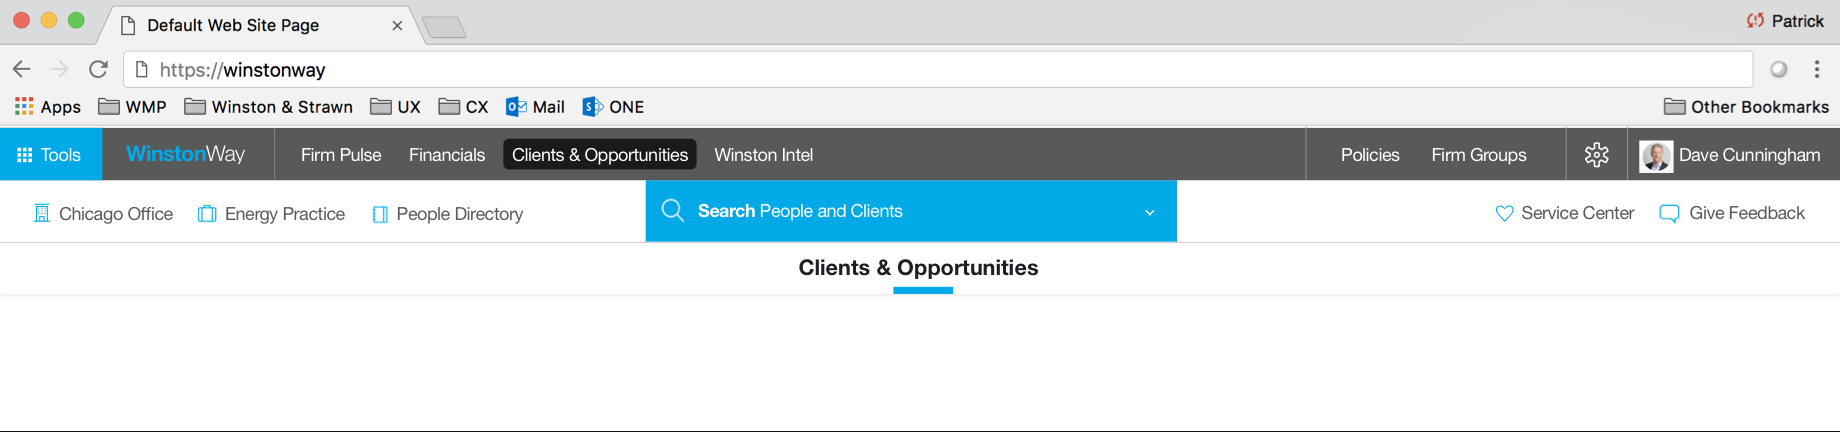 Default Web Site Page
Patrick
https://winstonway
Apps WMP Winston & Strawn UX CX Mail ONE Other Bookmarks
Tools WinstonWay Firm Pulse Financials Clients & Opportunities Winston Intel Policies Firm Groups Dave Cunningham
Chicago Office Energy Practice People Directory Search People and Clients Service Center Give Feedback
Clients & Opportunities